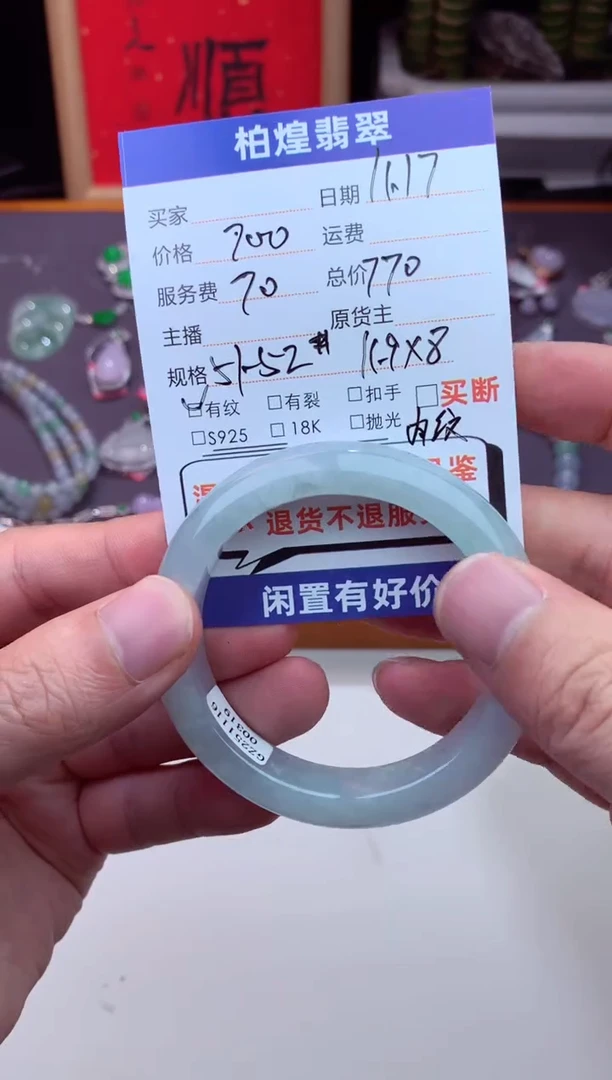 順
柏煌翡翠
买家 日期 11.17
价格 700 运费
服务费 70 总价 770
主播 原货主
规格 51-52# 11.9X8
☑有纹 □有裂 □扣手 □买断
□S925 □18K □抛光 内纹
退货不退服
闲置有好价
GZ251116
00319